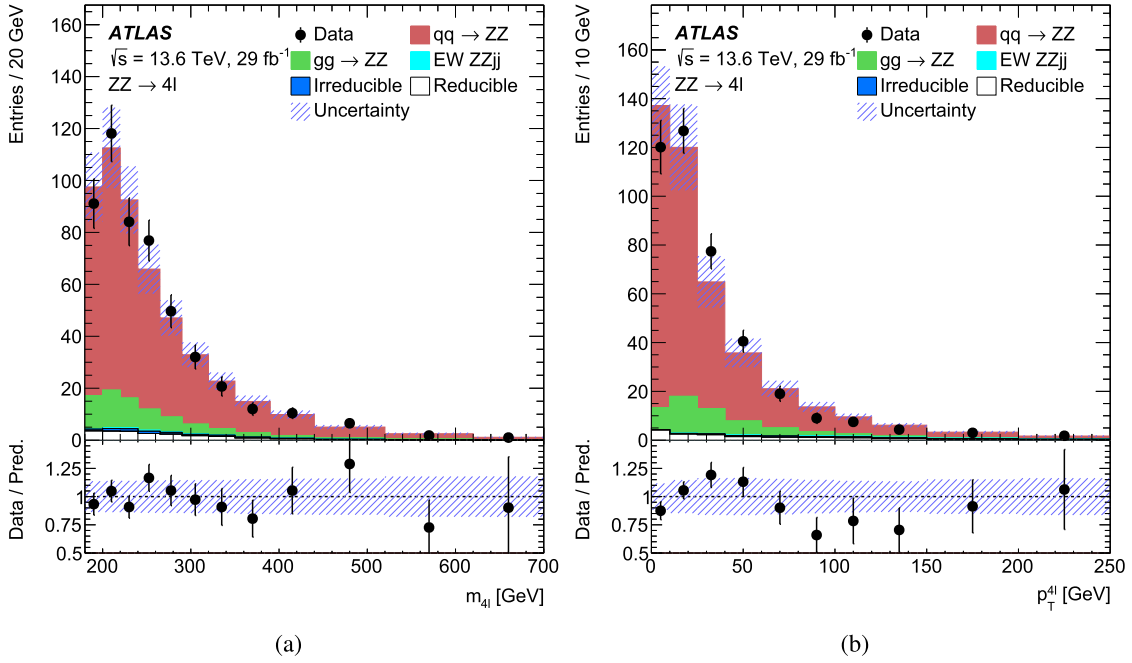 Entries / 20 GeV
160
140
120
100
80
60
40
20
0
ATLAS
√s = 13.6 TeV, 29 fb⁻¹
ZZ → 4l
Data
qq → ZZ
gg → ZZ
EW ZZjj
Irreducible
Reducible
Uncertainty
Data / Pred.
1.25
1
0.75
0.5
200 300 400 500 600 700
m₄ₗ [GeV]
(a)
Entries / 10 GeV
160
140
120
100
80
60
40
20
0
ATLAS
√s = 13.6 TeV, 29 fb⁻¹
ZZ → 4l
Data
qq → ZZ
gg → ZZ
EW ZZjj
Irreducible
Reducible
Uncertainty
Data / Pred.
1.25
1
0.75
0.5
0 50 100 150 200 250
p_T^4l [GeV]
(b)